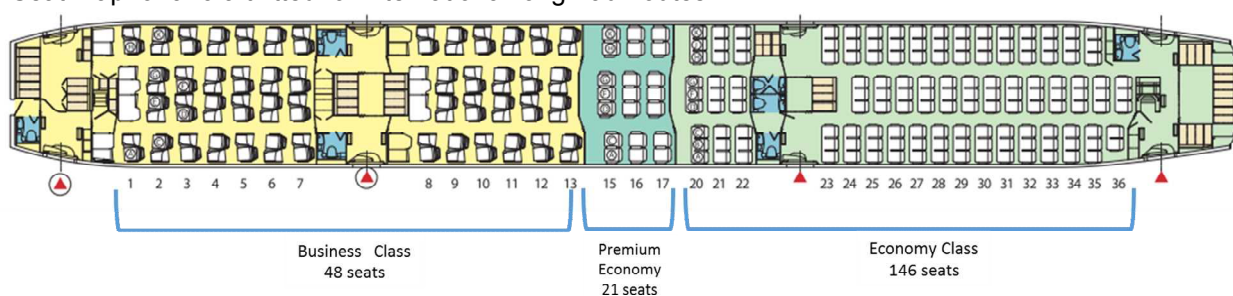 1 2 3 4 5 6 7 8 9 10 11 12 13 15 16 17 20 21 22 23 24 25 26 27 28 29 30 31 32 33 34 35 36
Business Class
48 seats
Premium
Economy
21 seats
Economy Class
146 seats